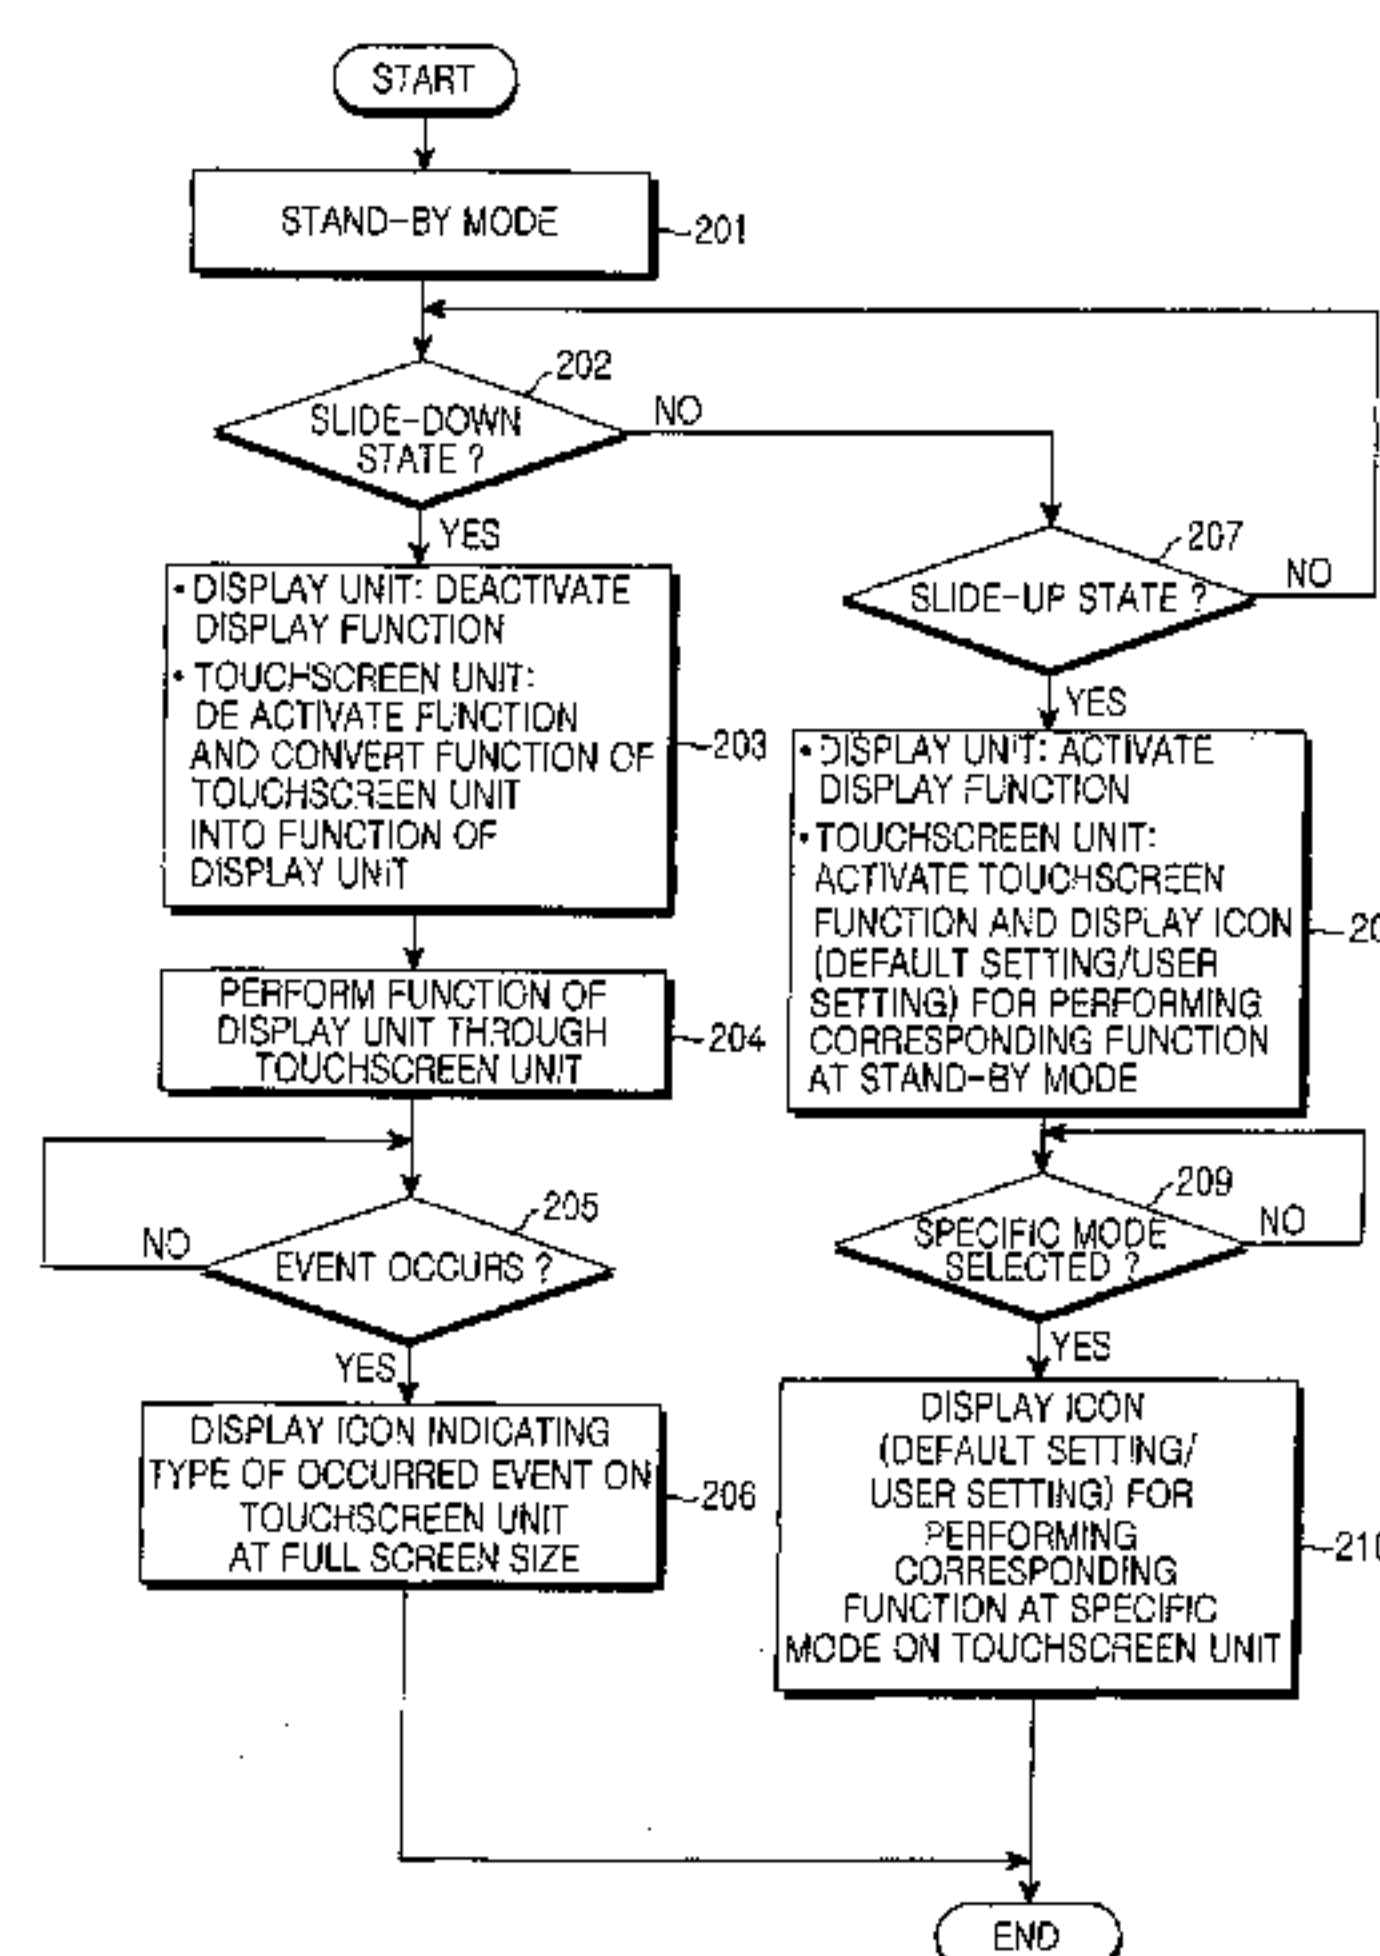 START
STAND-BY MODE
201
202
SLIDE-DOWN
STATE ?
NO
YES
207
SLIDE-UP STATE ?
NO
YES
• DISPLAY UNIT: DEACTIVATE
DISPLAY FUNCTION
• TOUCHSCREEN UNIT:
DE ACTIVATE FUNCTION
AND CONVERT FUNCTION OF
TOUCHSCREEN UNIT
INTO FUNCTION OF
DISPLAY UNIT
203
• DISPLAY UNIT: ACTIVATE
DISPLAY FUNCTION
• TOUCHSCREEN UNIT:
ACTIVATE TOUCHSCREEN
FUNCTION AND DISPLAY ICON
(DEFAULT SETTING/USER
SETTING) FOR PERFORMING
CORRESPONDING FUNCTION
AT STAND-BY MODE
PERFORM FUNCTION OF
DISPLAY UNIT THROUGH
TOUCHSCREEN UNIT
204
205
EVENT OCCURS ?
NO
YES
209
SPECIFIC MODE
SELECTED ?
NO
YES
DISPLAY ICON INDICATING
TYPE OF OCCURRED EVENT ON
TOUCHSCREEN UNIT
AT FULL SCREEN SIZE
206
DISPLAY ICON
(DEFAULT SETTING/
USER SETTING) FOR
PERFORMING
CORRESPONDING
FUNCTION AT SPECIFIC
MODE ON TOUCHSCREEN UNIT
210
END